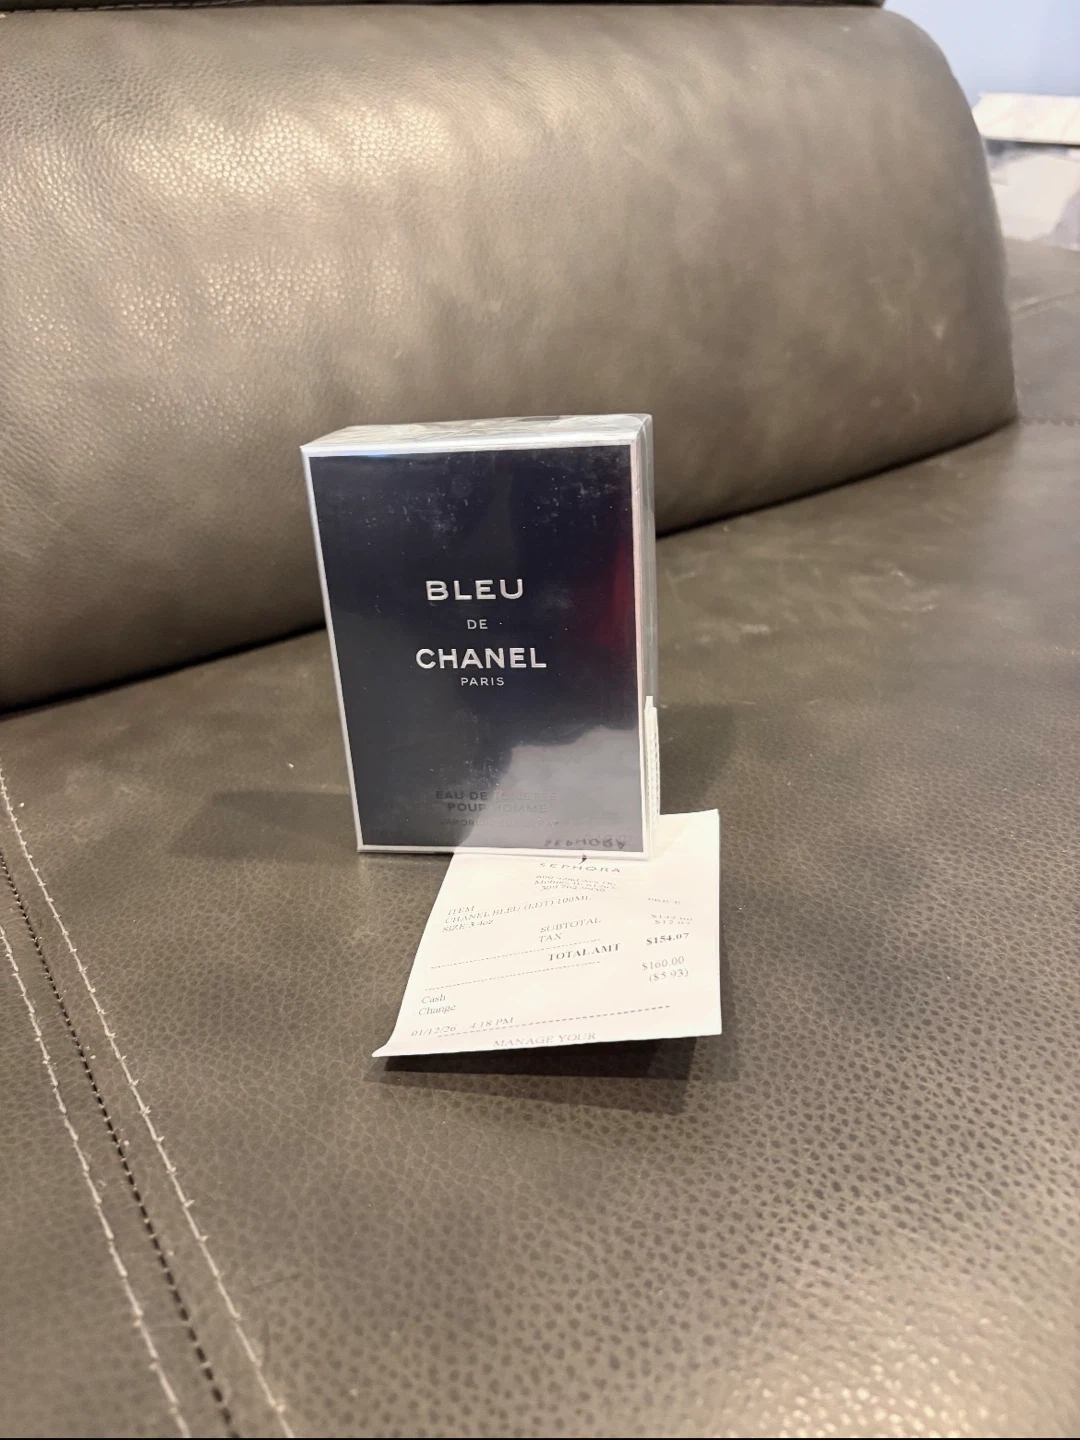 BLEU
DE
CHANEL
PARIS
EAU DE TOILETTE
POUR HOMME
SEPHORA
ITEM
CHANEL BLEU (EDT) 100ML
SIZE 3.4oz
SUBTOTAL
TAX
TOTAL AMT $154.07
Cash $160.00
Change ($5.93)
01/12/26 4:18 PM
MANAGE YOUR